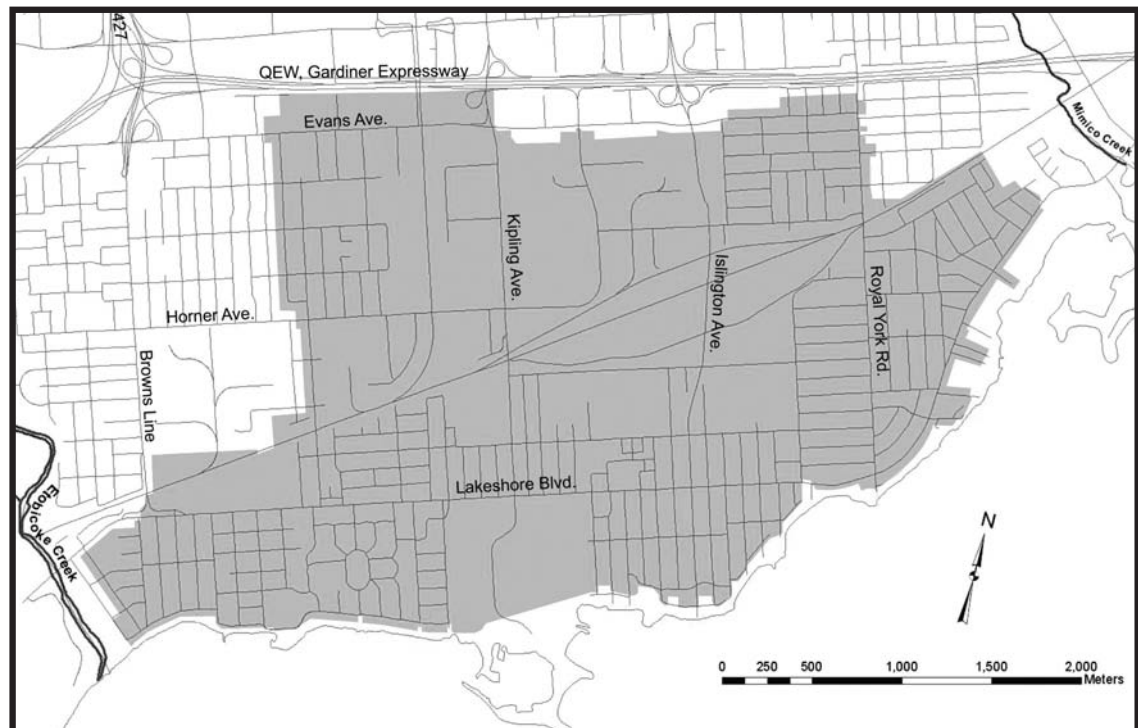 427
QEW, Gardiner Expressway
Evans Ave.
Mimico Creek
Kipling Ave.
Islington Ave.
Royal York Rd.
Horner Ave.
Browns Line
Lakeshore Blvd.
Etobicoke Creek
N
0 250 500 1,000 1,500 2,000
Meters